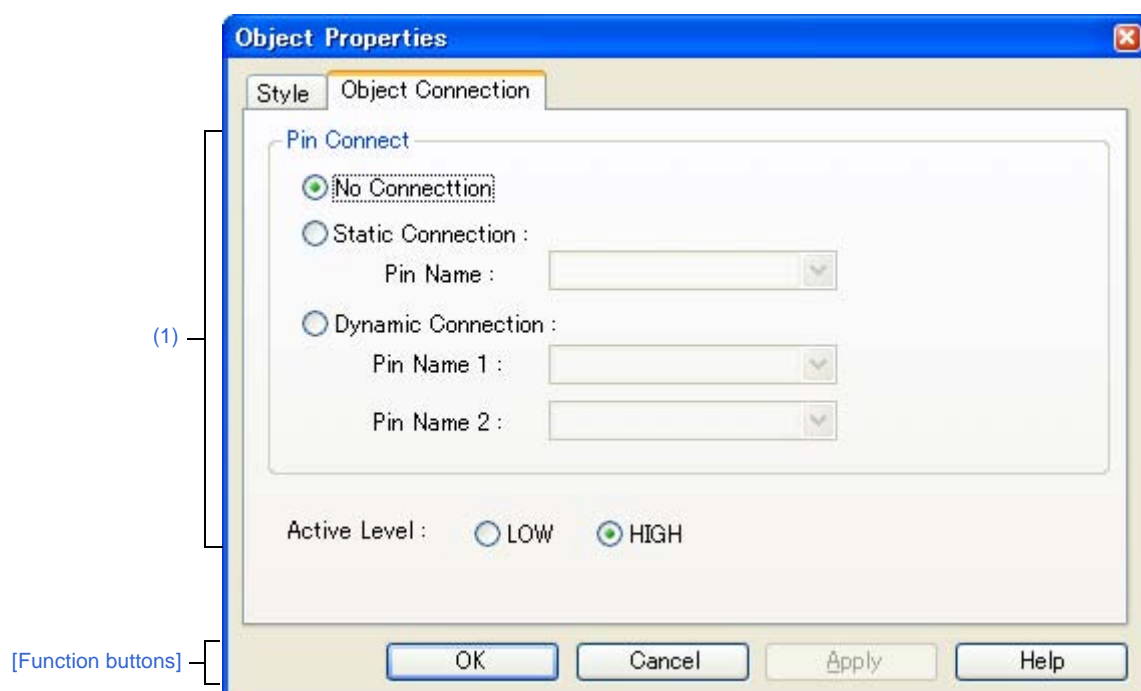 Object Properties
Style
Object Connection
Pin Connect
No Connecttion
Static Connection :
Pin Name :
(1)
Dynamic Connection :
Pin Name 1 :
Pin Name 2 :
Active Level : LOW HIGH
[Function buttons]
OK Cancel Apply Help